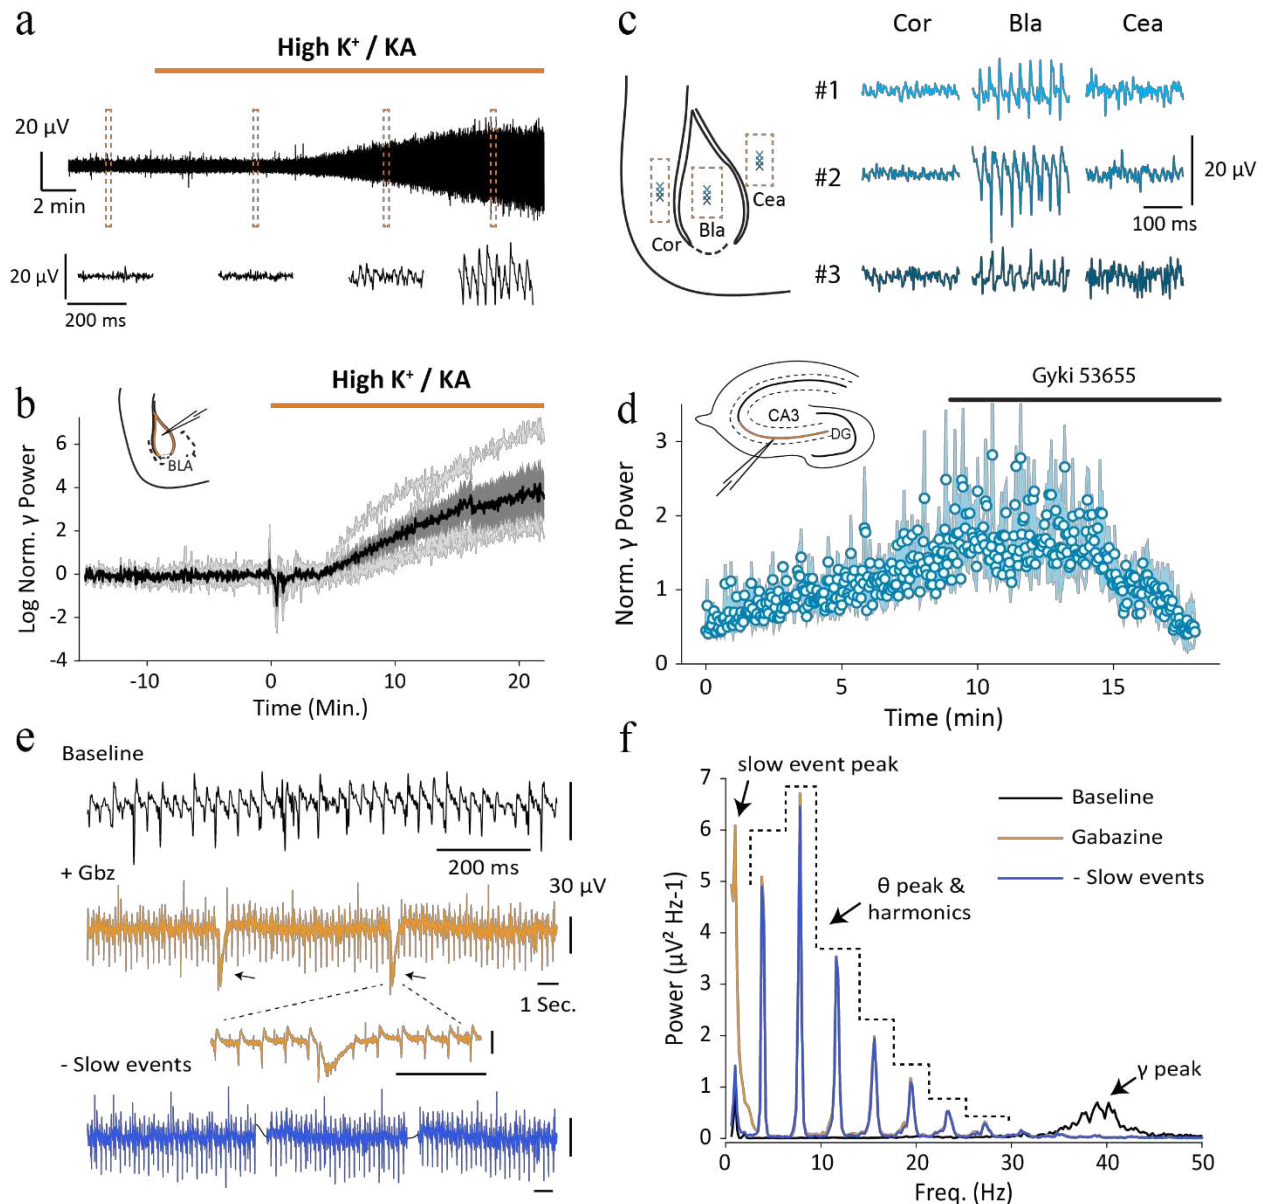 a
High K⁺ / KA
20 µV
2 min
20 µV
200 ms
b
High K⁺ / KA
Log Norm. γ Power
6
4
2
0
-2
-4
BLA
-10
0
10
20
Time (Min.)
c
Cor
Bla
Cea
#1
#2
#3
Cor
Bla
Cea
20 µV
100 ms
d
Gyki 53655
CA3
DG
Norm. γ Power
3
2
1
0
0
5
10
15
Time (min)
e
Baseline
200 ms
+ Gbz
30 µV
1 Sec.
- Slow events
f
slow event peak
Baseline
Gabazine
- Slow events
θ peak &
harmonics
γ peak
Power (µV² Hz-1)
7
6
5
4
3
2
1
0
0
10
20
30
40
50
Freq. (Hz)